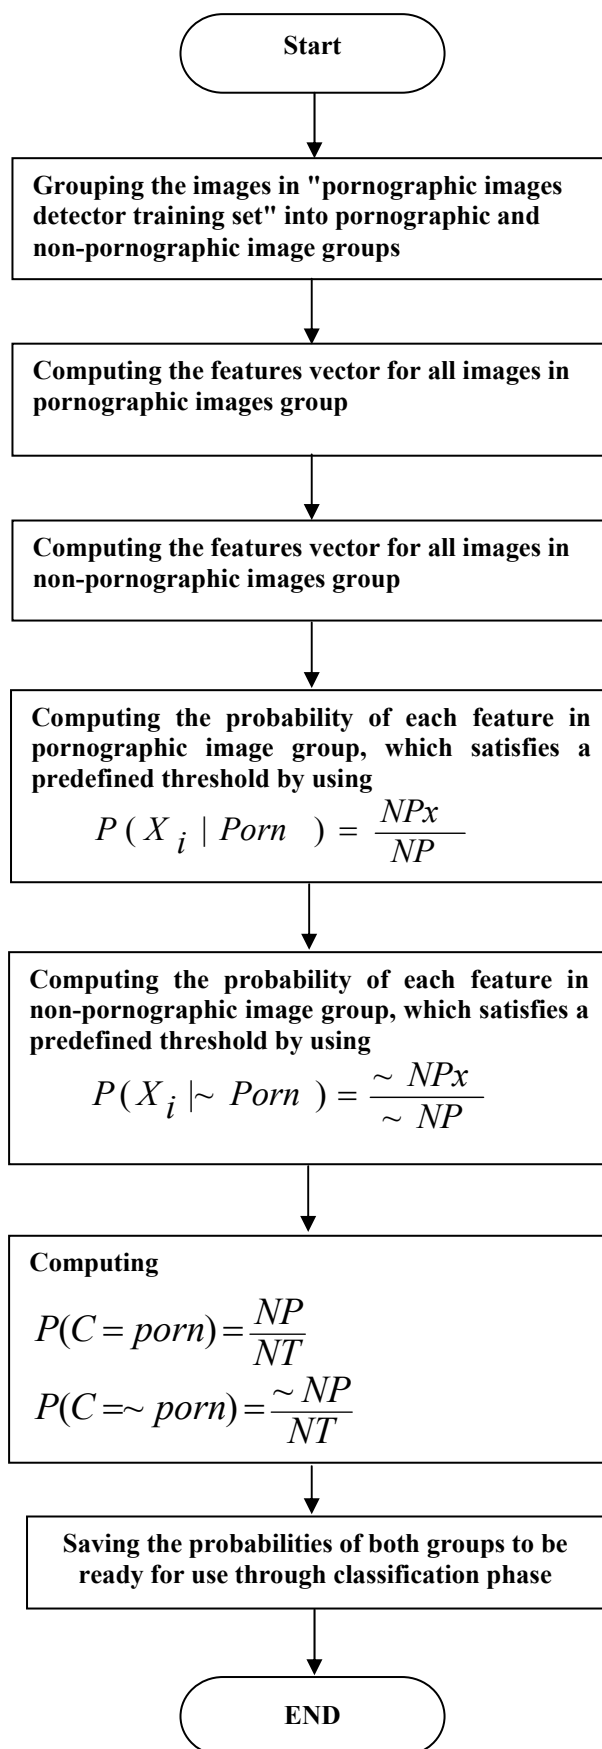 Start
Grouping the images in "pornographic images
detector training set" into pornographic and
non-pornographic image groups
Computing the features vector for all images in
pornographic images group
Computing the features vector for all images in
non-pornographic images group
Computing the probability of each feature in
pornographic image group, which satisfies a
predefined threshold by using
P ( X i | Porn ) = NPx / NP
Computing the probability of each feature in
non-pornographic image group, which satisfies a
predefined threshold by using
P ( X i |~ Porn ) = ~ NPx / ~ NP
Computing
P(C = porn) = NP / NT
P(C =~ porn) = ~ NP / NT
Saving the probabilities of both groups to be
ready for use through classification phase
END